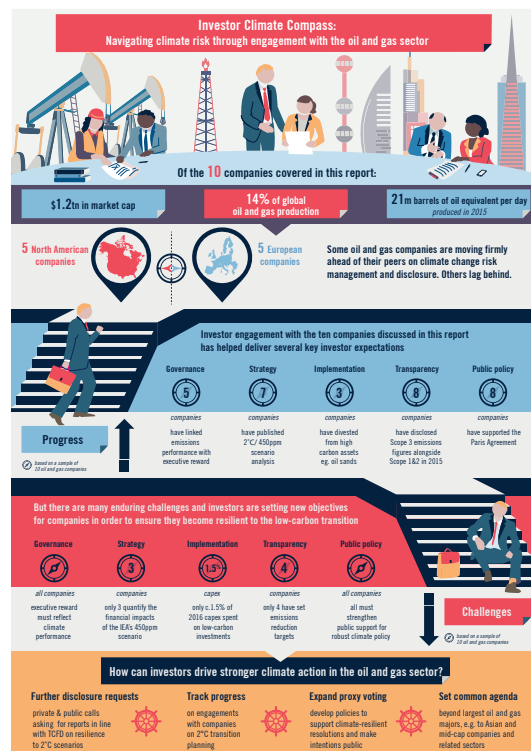 Investor Climate Compass:
Navigating climate risk through engagement with the oil and gas sector
Of the 10 companies covered in this report:
$1.2tn in market cap
14% of global
oil and gas production
21m barrels of oil equivalent per day
produced in 2015
5 North American
companies
5 European
companies
Some oil and gas companies are moving firmly
ahead of their peers on climate change risk
management and disclosure. Others lag behind.
Investor engagement with the ten companies discussed in this report
has helped deliver several key investor expectations
Governance
5
companies
have linked
emissions
performance with
executive reward
Strategy
7
companies
have published
2°C/ 450ppm
scenario
analysis
Implementation
3
companies
have divested
from high
carbon assets
eg. oil sands
Transparency
8
companies
have disclosed
Scope 3 emissions
figures alongside
Scope 1&2 in 2015
Public policy
8
companies
have supported the
Paris Agreement
Progress
based on a sample of
10 oil and gas companies
But there are many enduring challenges and investors are setting new objectives
for companies in order to ensure they become resilient to the low-carbon transition
Governance
all companies
executive reward
must reflect
climate
performance
Strategy
3
companies
only 3 quantify the
financial impacts
of the IEA's 450ppm
scenario
Implementation
1.5%
capex
only c.1.5% of
2016 capex spent
on low-carbon
investments
Transparency
4
companies
only 4 have set
emissions
reduction
targets
Public policy
all companies
all must
strengthen
public support for
robust climate policy
Challenges
based on a sample of
10 oil and gas companies
How can investors drive stronger climate action in the oil and gas sector?
Further disclosure requests
private & public calls
asking for reports in line
with TCFD on resilience
to 2°C scenarios
Track progress
on engagements
with companies
on 2°C transition
planning
Expand proxy voting
develop policies to
support climate-resilient
resolutions and make
intentions public
Set common agenda
beyond largest oil and gas
majors, e.g. to Asian and
mid-cap companies and
related sectors